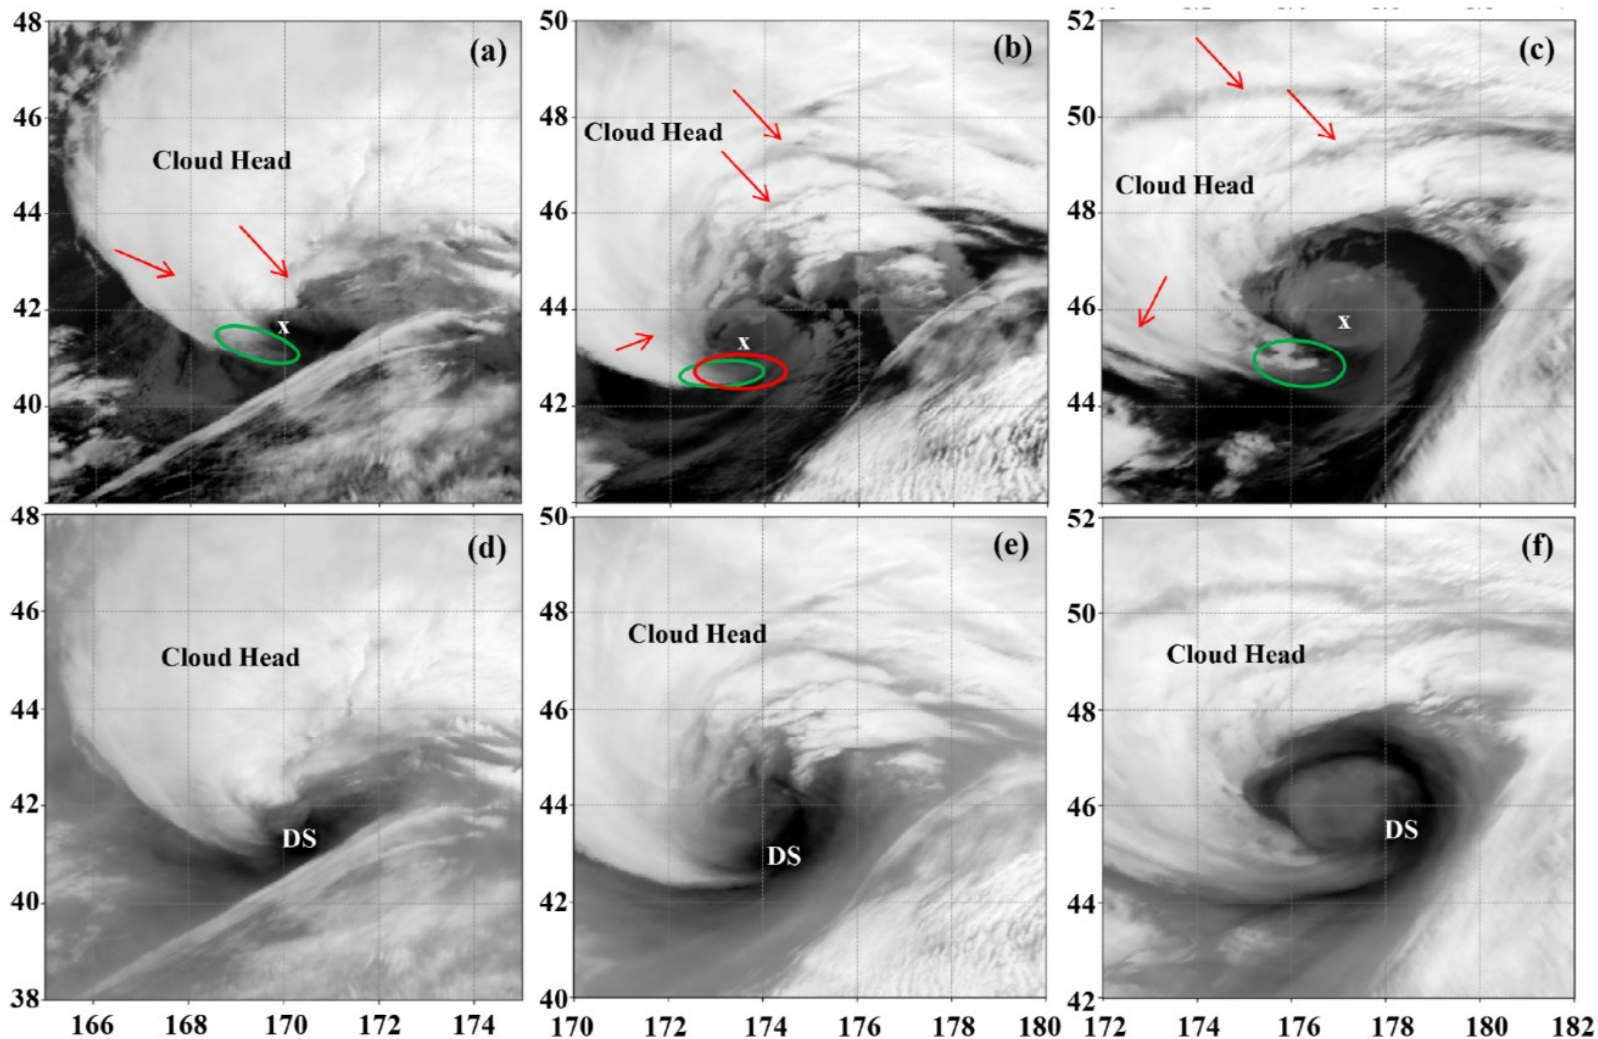 48
50
52
(a)
(b)
(c)
46
48
50
Cloud Head
Cloud Head
Cloud Head
44
46
48
42
44
46
x
x
x
40
42
44
48
50
52
(d)
(e)
(f)
46
48
50
Cloud Head
Cloud Head
Cloud Head
44
46
48
42
44
46
DS
DS
DS
40
42
44
38
40
42
166 168 170 172 174
170 172 174 176 178 180
172 174 176 178 180 182